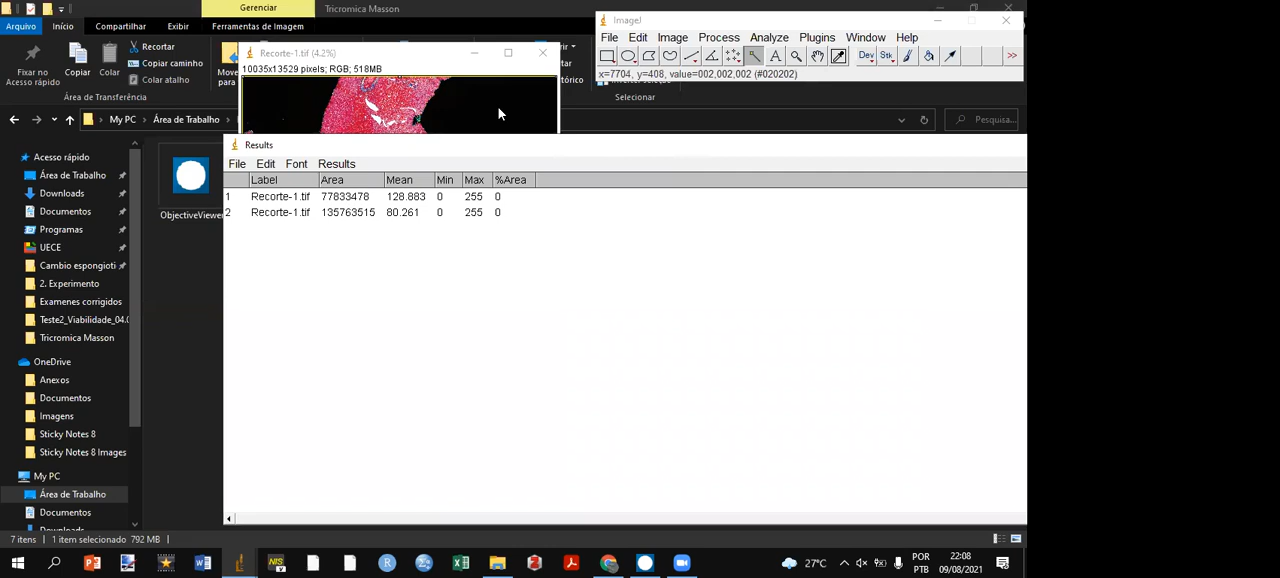 Gerenciar
Tricromica Masson
Arquivo
Início
Compartilhar
Exibir
Ferramentas de Imagem
Fixar no
Acesso rápido
Copiar
Colar
Recortar
Copiar caminho
Colar atalho
Move
para
Área de Transferência
Selecionar
My PC
Área de Trabalho
Pesquisa...
Recorte-1.tif (4.2%)
10035x13529 pixels; RGB; 518MB
ImageJ
File Edit Image Process Analyze Plugins Window Help
A Dev Stk >>
x=7704, y=408, value=002,002,002 (#020202)
Acesso rápido
Área de Trabalho
Downloads
Documentos
Programas
UECE
Cambio espongioti
2. Experimento
Examenes corrigidos
Teste2_Viabilidade_04.0
Tricromica Masson
OneDrive
Anexos
Documentos
Imagens
Sticky Notes 8
Sticky Notes 8 Images
My PC
Área de Trabalho
Documentos
Downloads
ObjectiveViewer
Results
File Edit Font Results
Label Area Mean Min Max %Area
1 Recorte-1.tif 77833478 128.883 0 255 0
2 Recorte-1.tif 135763515 80.261 0 255 0
7 itens
1 item selecionado 792 MB
NIS
R
27°C
POR
PTB
22:08
09/08/2021